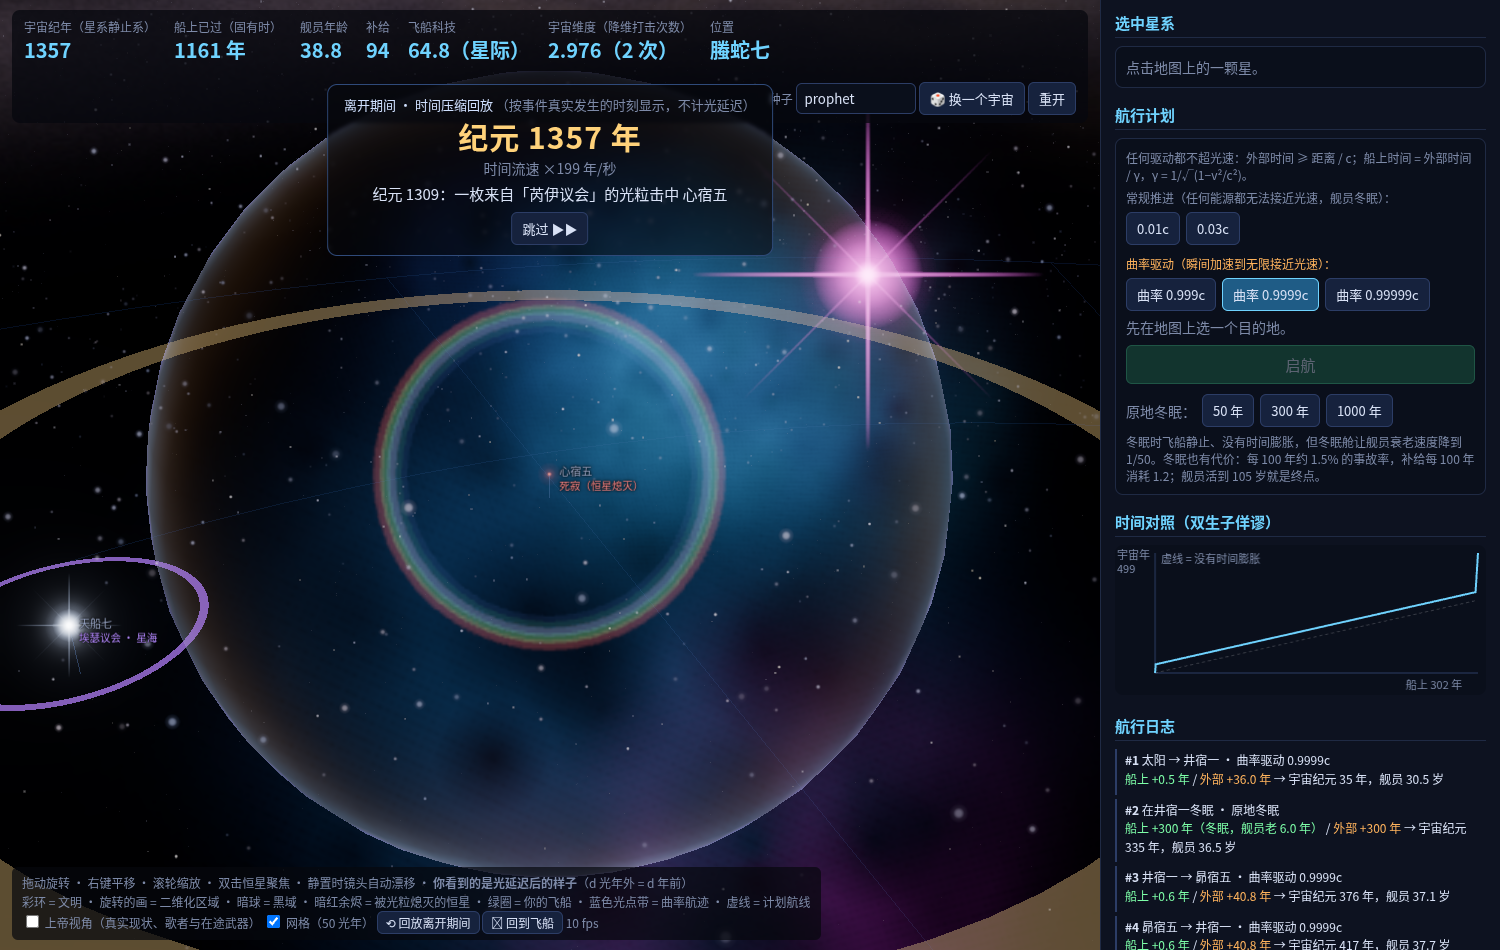 宇宙纪年（星系静止系）
1357
船上已过（固有时）
1161 年
舰员年龄
38.8
补给
94
飞船科技
64.8（星际）
宇宙维度（降维打击次数）
2.976（2 次）
位置
螣蛇七
种子
prophet
🎲 换一个宇宙
重开
离开期间 · 时间压缩回放 （按事件真实发生的时刻显示，不计光延迟）
纪元 1357 年
时间流速 ×199 年/秒
纪元 1309：一枚来自「芮伊议会」的光粒击中 心宿五
跳过 ▶▶
心宿五
死寂（恒星熄灭）
天船七
埃瑟议会 · 星海
拖动旋转 · 右键平移 · 滚轮缩放 · 双击恒星聚焦 · 静置时镜头自动漂移 · 你看到的是光延迟后的样子（d 光年外 = d 年前）
彩环 = 文明 · 旋转的画 = 二维化区域 · 暗球 = 黑域 · 暗红余烬 = 被光粒熄灭的恒星 · 绿圈 = 你的飞船 · 蓝色光点带 = 曲率航迹 · 虚线 = 计划航线
上帝视角（真实现状、歌者与在途武器） 网格（50 光年） ⟲ 回放离开期间 回到飞船 10 fps
选中星系
点击地图上的一颗星。
航行计划
任何驱动都不超光速：外部时间 ≥ 距离 / c；船上时间 = 外部时间
/ γ，γ = 1/√(1−v²/c²)。
常规推进（任何能源都无法接近光速，舰员冬眠）：
0.01c
0.03c
曲率驱动（瞬间加速到无限接近光速）：
曲率 0.999c
曲率 0.9999c
曲率 0.99999c
先在地图上选一个目的地。
启航
原地冬眠：
50 年
300 年
1000 年
冬眠时飞船静止、没有时间膨胀，但冬眠舱让舰员衰老速度降到
1/50。冬眠也有代价：每 100 年约 1.5% 的事故率，补给每 100 年
消耗 1.2；舰员活到 105 岁就是终点。
时间对照（双生子佯谬）
宇宙年
499
虚线 = 没有时间膨胀
船上 302 年
航行日志
#1 太阳 → 井宿一 · 曲率驱动 0.9999c
船上 +0.5 年 / 外部 +36.0 年 → 宇宙纪元 35 年，舰员 30.5 岁
#2 在井宿一冬眠 · 原地冬眠
船上 +300 年（冬眠，舰员老 6.0 年） / 外部 +300 年 → 宇宙纪元
335 年，舰员 36.5 岁
#3 井宿一 → 昴宿五 · 曲率驱动 0.9999c
船上 +0.6 年 / 外部 +40.8 年 → 宇宙纪元 376 年，舰员 37.1 岁
#4 昴宿五 → 井宿一 · 曲率驱动 0.9999c
船上 +0.6 年 / 外部 +40.8 年 → 宇宙纪元 417 年，舰员 37.7 岁